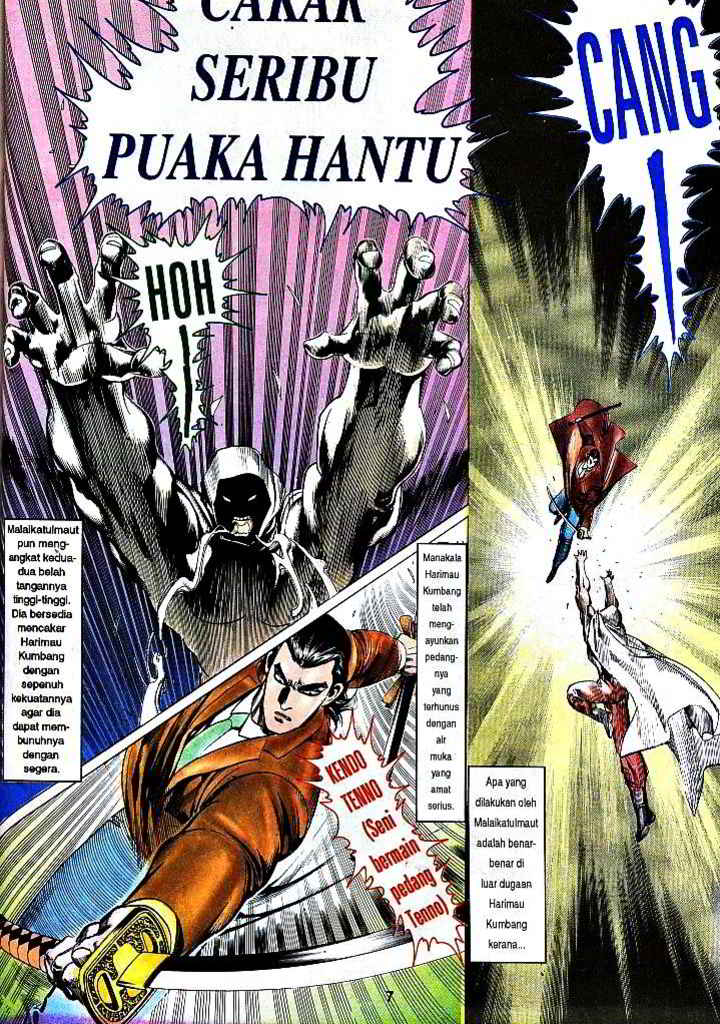 CAKAR
SERIBU
PUAKA HANTU
HOH
!
CANG
!
Malaikatulmaut
pun meng-
angkat kedua-
dua belah
tangannya
tinggi-tinggi.
Dia bersedia
mencakar
Harimau
Kumbang
dengan
sepenuh
kekuatannya
agar dia
dapat mem-
bunuhnya
dengan
segera.
Manakala
Harimau
Kumbang
telah
meng-
ayunkan
pedang-
nya
yang
terhunus
dengan
air
muka
yang
amat
serius.
KENDO
TENNO
(Seni
bermain
pedang
Tenno)
Apa yang
dilakukan oleh
Malaikatulmaut
adalah benar-
benar di
luar dugaan
Harimau
Kumbang
kerana...
7